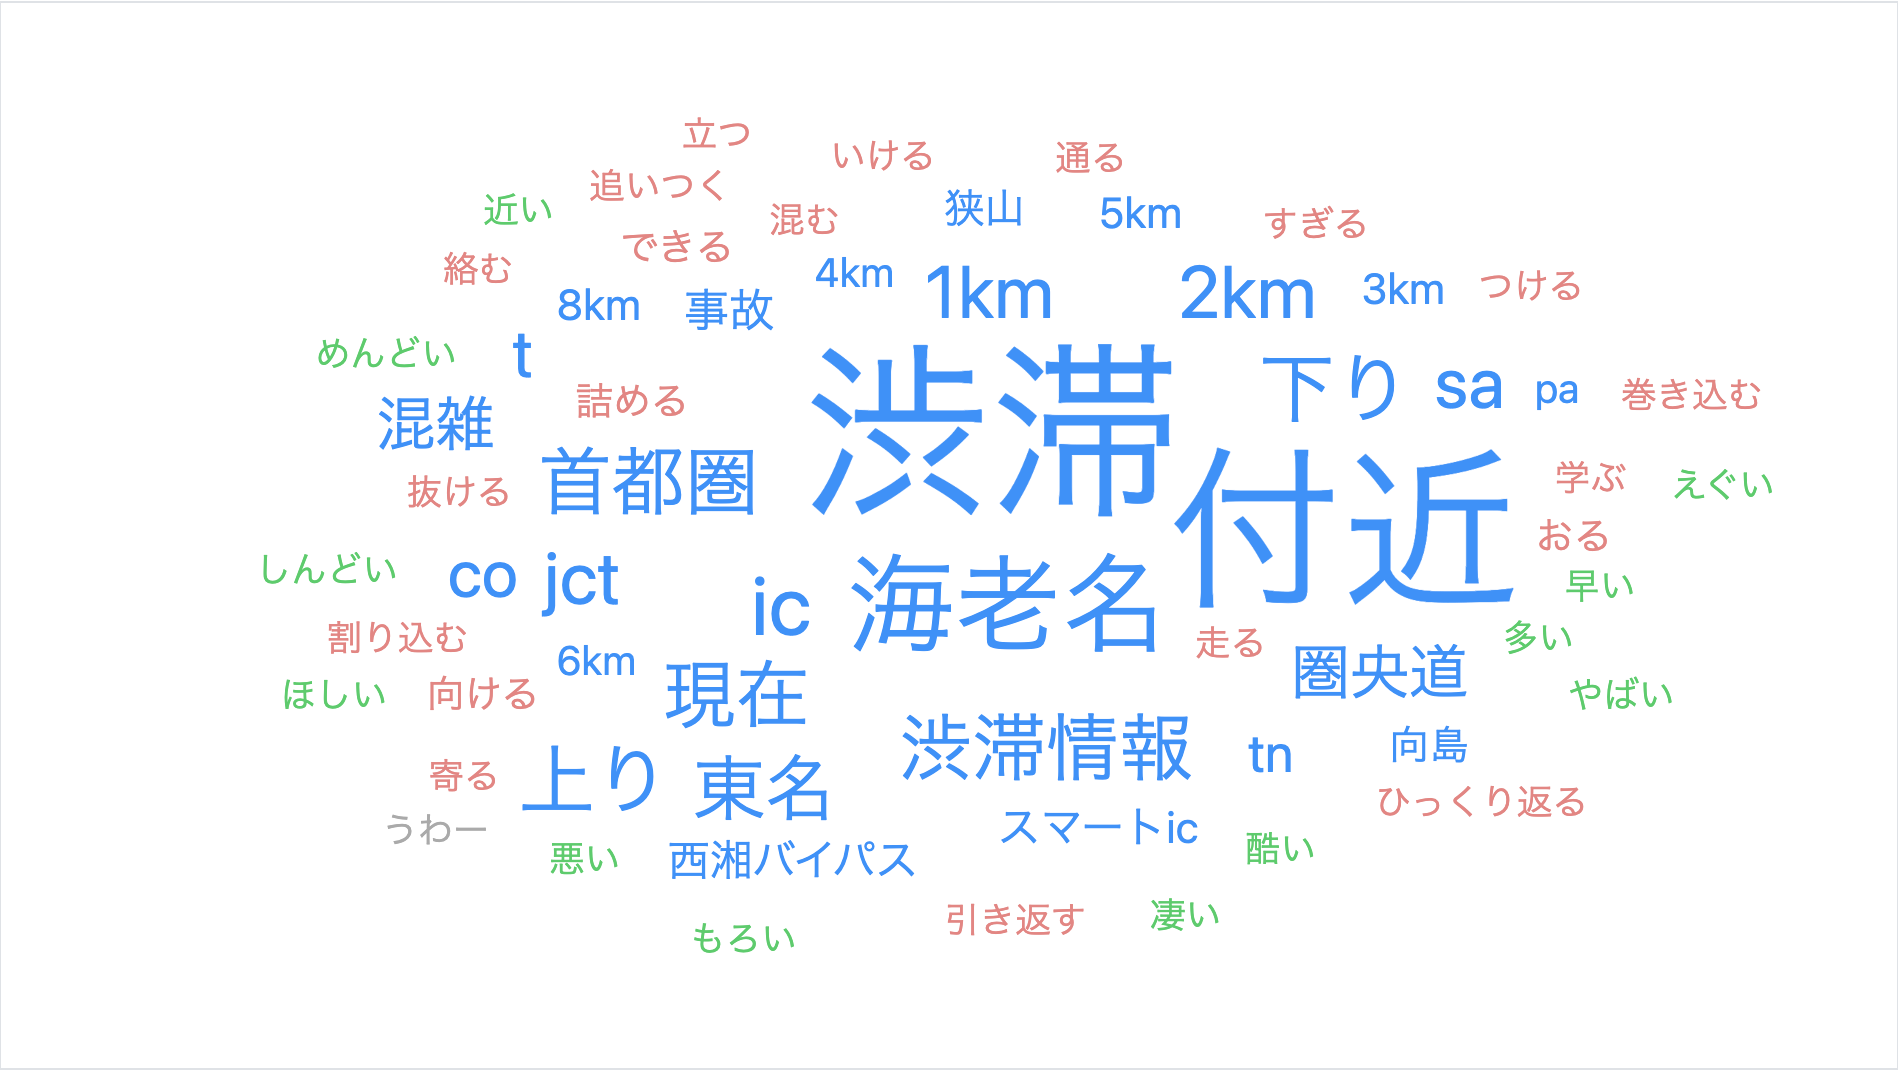 立つ
いける
通る
追いつく
近い
混む
狭山
5km
すぎる
できる
絡む
4km
1km
2km
3km
つける
8km
事故
めんどい
t
渋滞
下り
sa
pa
巻き込む
詰める
混雑
首都圏
抜ける
付近
学ぶ
えぐい
おる
しんどい
co
jct
ic
海老名
早い
割り込む
走る
多い
6km
圏央道
ほしい
向ける
現在
やばい
渋滞情報
tn
向島
寄る
上り
東名
ひっくり返る
うわー
スマートic
酷い
悪い
西湘バイパス
引き返す
凄い
もろい